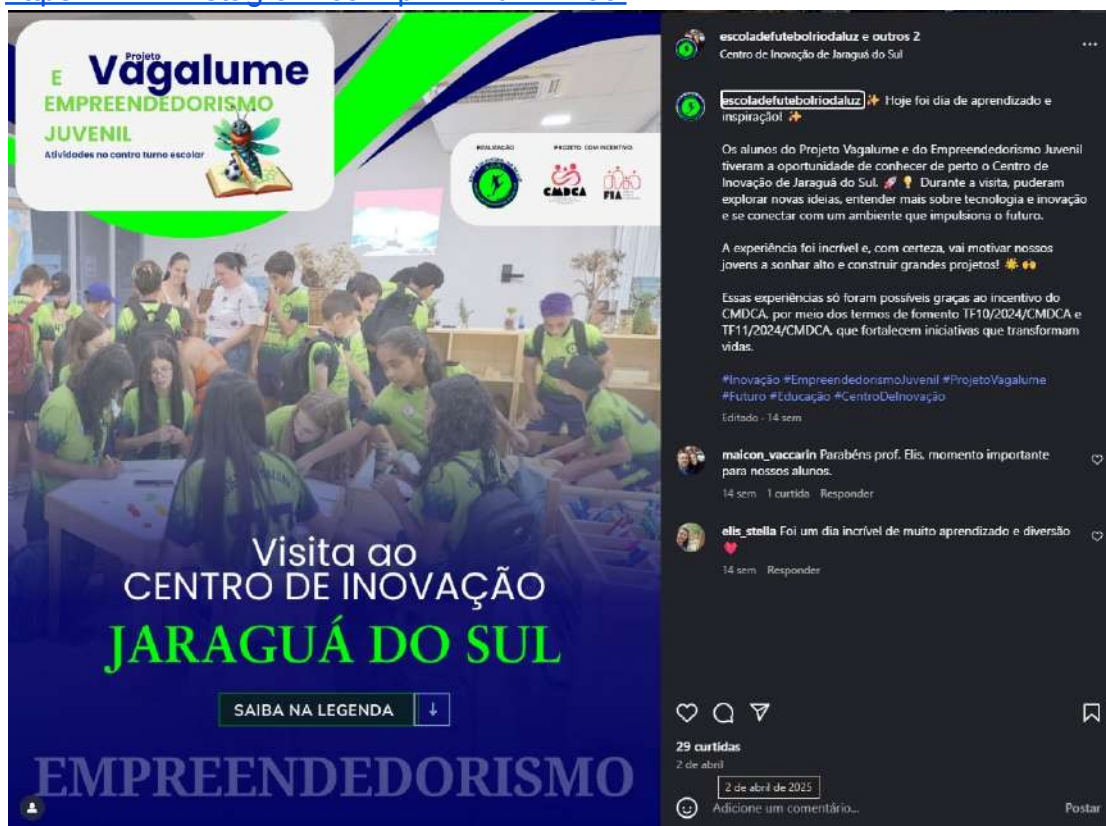 Projeto
Vagalume
E
EMPREENDEDORISMO
JUVENIL
Atividades no contra turno escolar
REALIZAÇÃO
PROJETO COM INCENTIVO:
CMDCA
FIA
Visita ao
CENTRO DE INOVAÇÃO
JARAGUÁ DO SUL
SAIBA NA LEGENDA
EMPREENDEDORISMO
escoladefutebolriodaluz e outros 2
Centro de Inovação de Jaraguá do Sul
escoladefutebolriodaluz ✨ Hoje foi dia de aprendizado e
inspiração! ✨
Os alunos do Projeto Vagalume e do Empreendedorismo Juvenil
tiveram a oportunidade de conhecer de perto o Centro de
Inovação de Jaraguá do Sul. 🚀 💡 Durante a visita, puderam
explorar novas ideias, entender mais sobre tecnologia e inovação
e se conectar com um ambiente que impulsiona o futuro.
A experiência foi incrível e, com certeza, vai motivar nossos
jovens a sonhar alto e construir grandes projetos! 🌟 🙌
Essas experiências só foram possíveis graças ao incentivo do
CMDCA, por meio dos termos de fomento TF10/2024/CMDCA e
TF11/2024/CMDCA, que fortalecem iniciativas que transformam
vidas.
#Inovação #EmpreendedorismoJuvenil #ProjetoVagalume
#Futuro #Educação #CentroDeInovação
Editado · 14 sem
maicon_vaccarin Parabéns prof. Elis, momento importante
para nossos alunos.
14 sem 1 curtida Responder
elis_stella Foi um dia incrível de muito aprendizado e diversão
❤️
14 sem Responder
29 curtidas
2 de abril
2 de abril de 2025
Adicione um comentário...
Postar